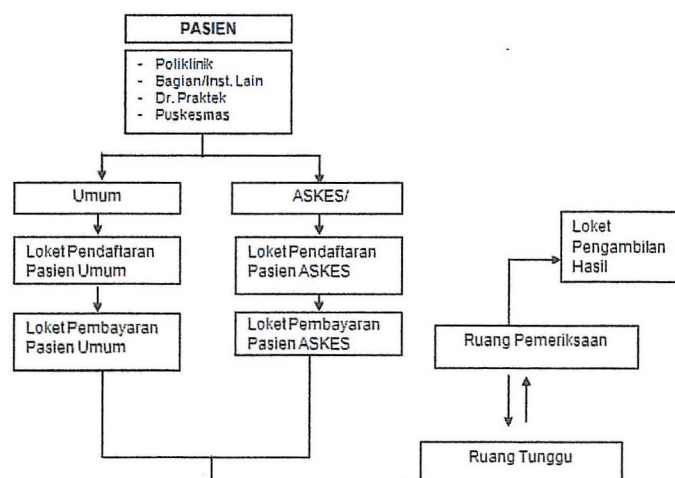 PASIEN
- Poliklinik
- Bagian/Inst. Lain
- Dr. Praktek
- Puskesmas
Umum
ASKES/
Loket Pendaftaran
Pasien Umum
Loket Pendaftaran
Pasien ASKES
Loket Pembayaran
Pasien Umum
Loket Pembayaran
Pasien ASKES
Loket
Pengambilan
Hasil
Ruang Pemeriksaan
Ruang Tunggu